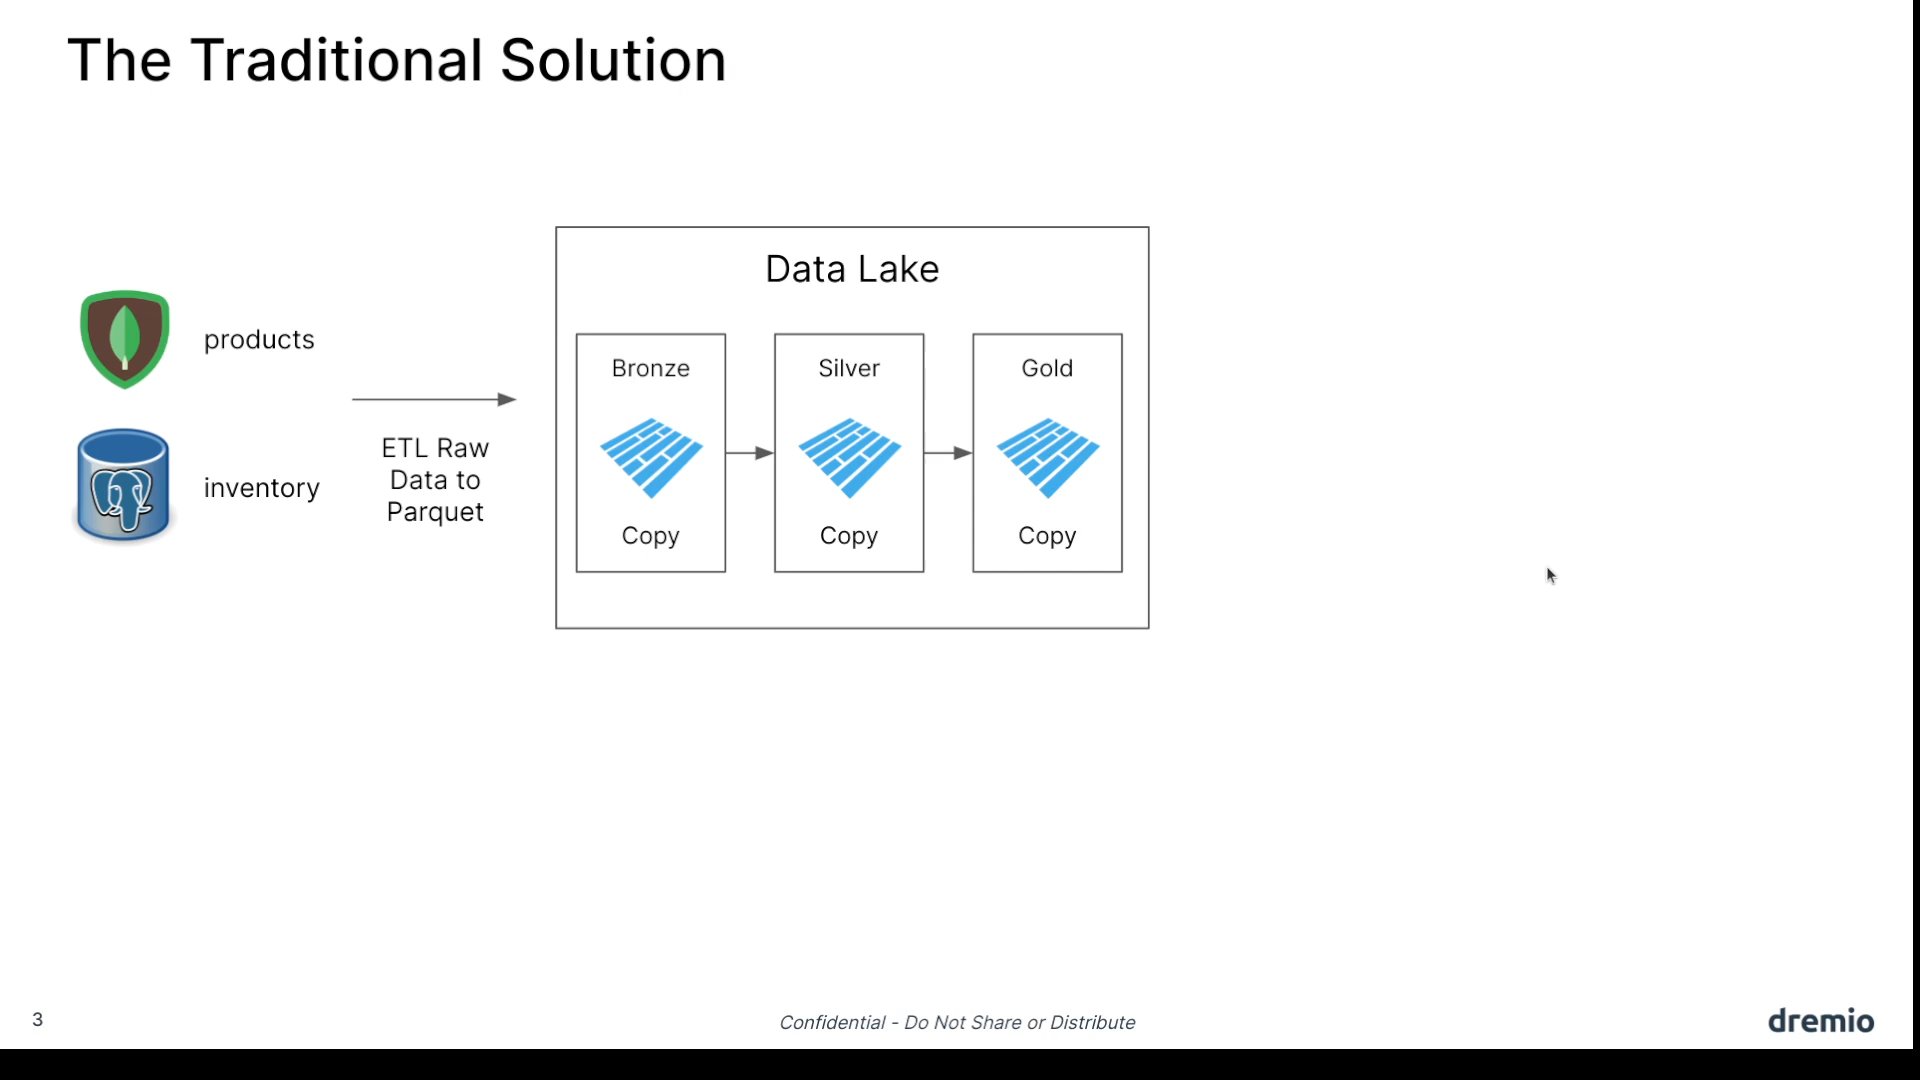 The Traditional Solution
Data Lake
products
inventory
ETL Raw
Data to
Parquet
Bronze
Copy
Silver
Copy
Gold
Copy
3
Confidential - Do Not Share or Distribute
dremio